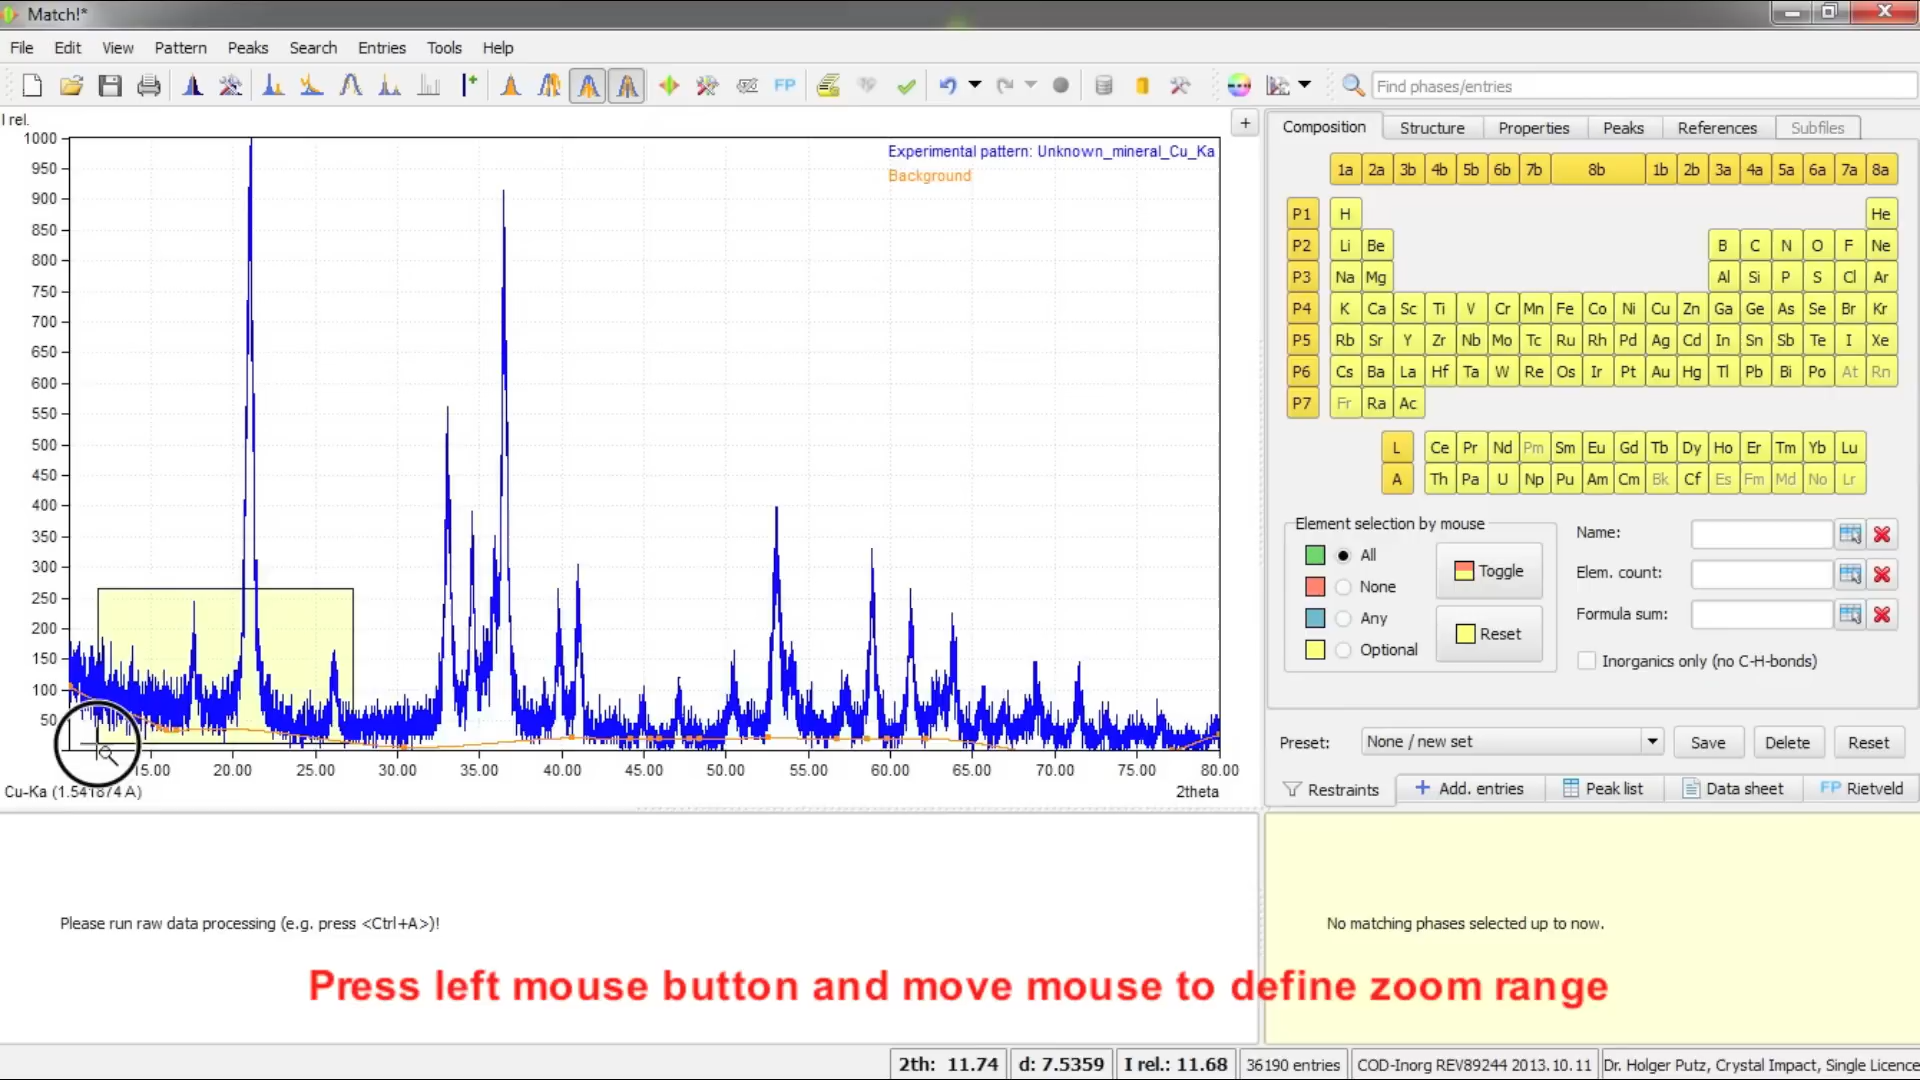 Match!*
File Edit View Pattern Peaks Search Entries Tools Help
FP Find phases/entries
I rel.
Composition Structure Properties Peaks References Subfiles
1000
950
900
850
800
750
700
650
600
550
500
450
400
350
300
250
200
150
100
50
Experimental pattern: Unknown_mineral_Cu_Ka
Background
15.00 20.00 25.00 30.00 35.00 40.00 45.00 50.00 55.00 60.00 65.00 70.00 75.00 80.00
Cu-Ka (1.541874 A) 2theta
1a 2a 3b 4b 5b 6b 7b 8b 1b 2b 3a 4a 5a 6a 7a 8a
P1 H He
P2 Li Be B C N O F Ne
P3 Na Mg Al Si P S Cl Ar
P4 K Ca Sc Ti V Cr Mn Fe Co Ni Cu Zn Ga Ge As Se Br Kr
P5 Rb Sr Y Zr Nb Mo Tc Ru Rh Pd Ag Cd In Sn Sb Te I Xe
P6 Cs Ba La Hf Ta W Re Os Ir Pt Au Hg Tl Pb Bi Po At Rn
P7 Fr Ra Ac
L Ce Pr Nd Pm Sm Eu Gd Tb Dy Ho Er Tm Yb Lu
A Th Pa U Np Pu Am Cm Bk Cf Es Fm Md No Lr
Element selection by mouse
All
None
Any
Optional
Toggle
Reset
Name:
Elem. count:
Formula sum:
Inorganics only (no C-H-bonds)
Preset: None / new set Save Delete Reset
Restraints Add. entries Peak list Data sheet FP Rietveld
Please run raw data processing (e.g. press <Ctrl+A>)!
No matching phases selected up to now.
Press left mouse button and move mouse to define zoom range
2th: 11.74 d: 7.5359 I rel.: 11.68 36190 entries COD-Inorg REV89244 2013.10.11 Dr. Holger Putz, Crystal Impact, Single Licence